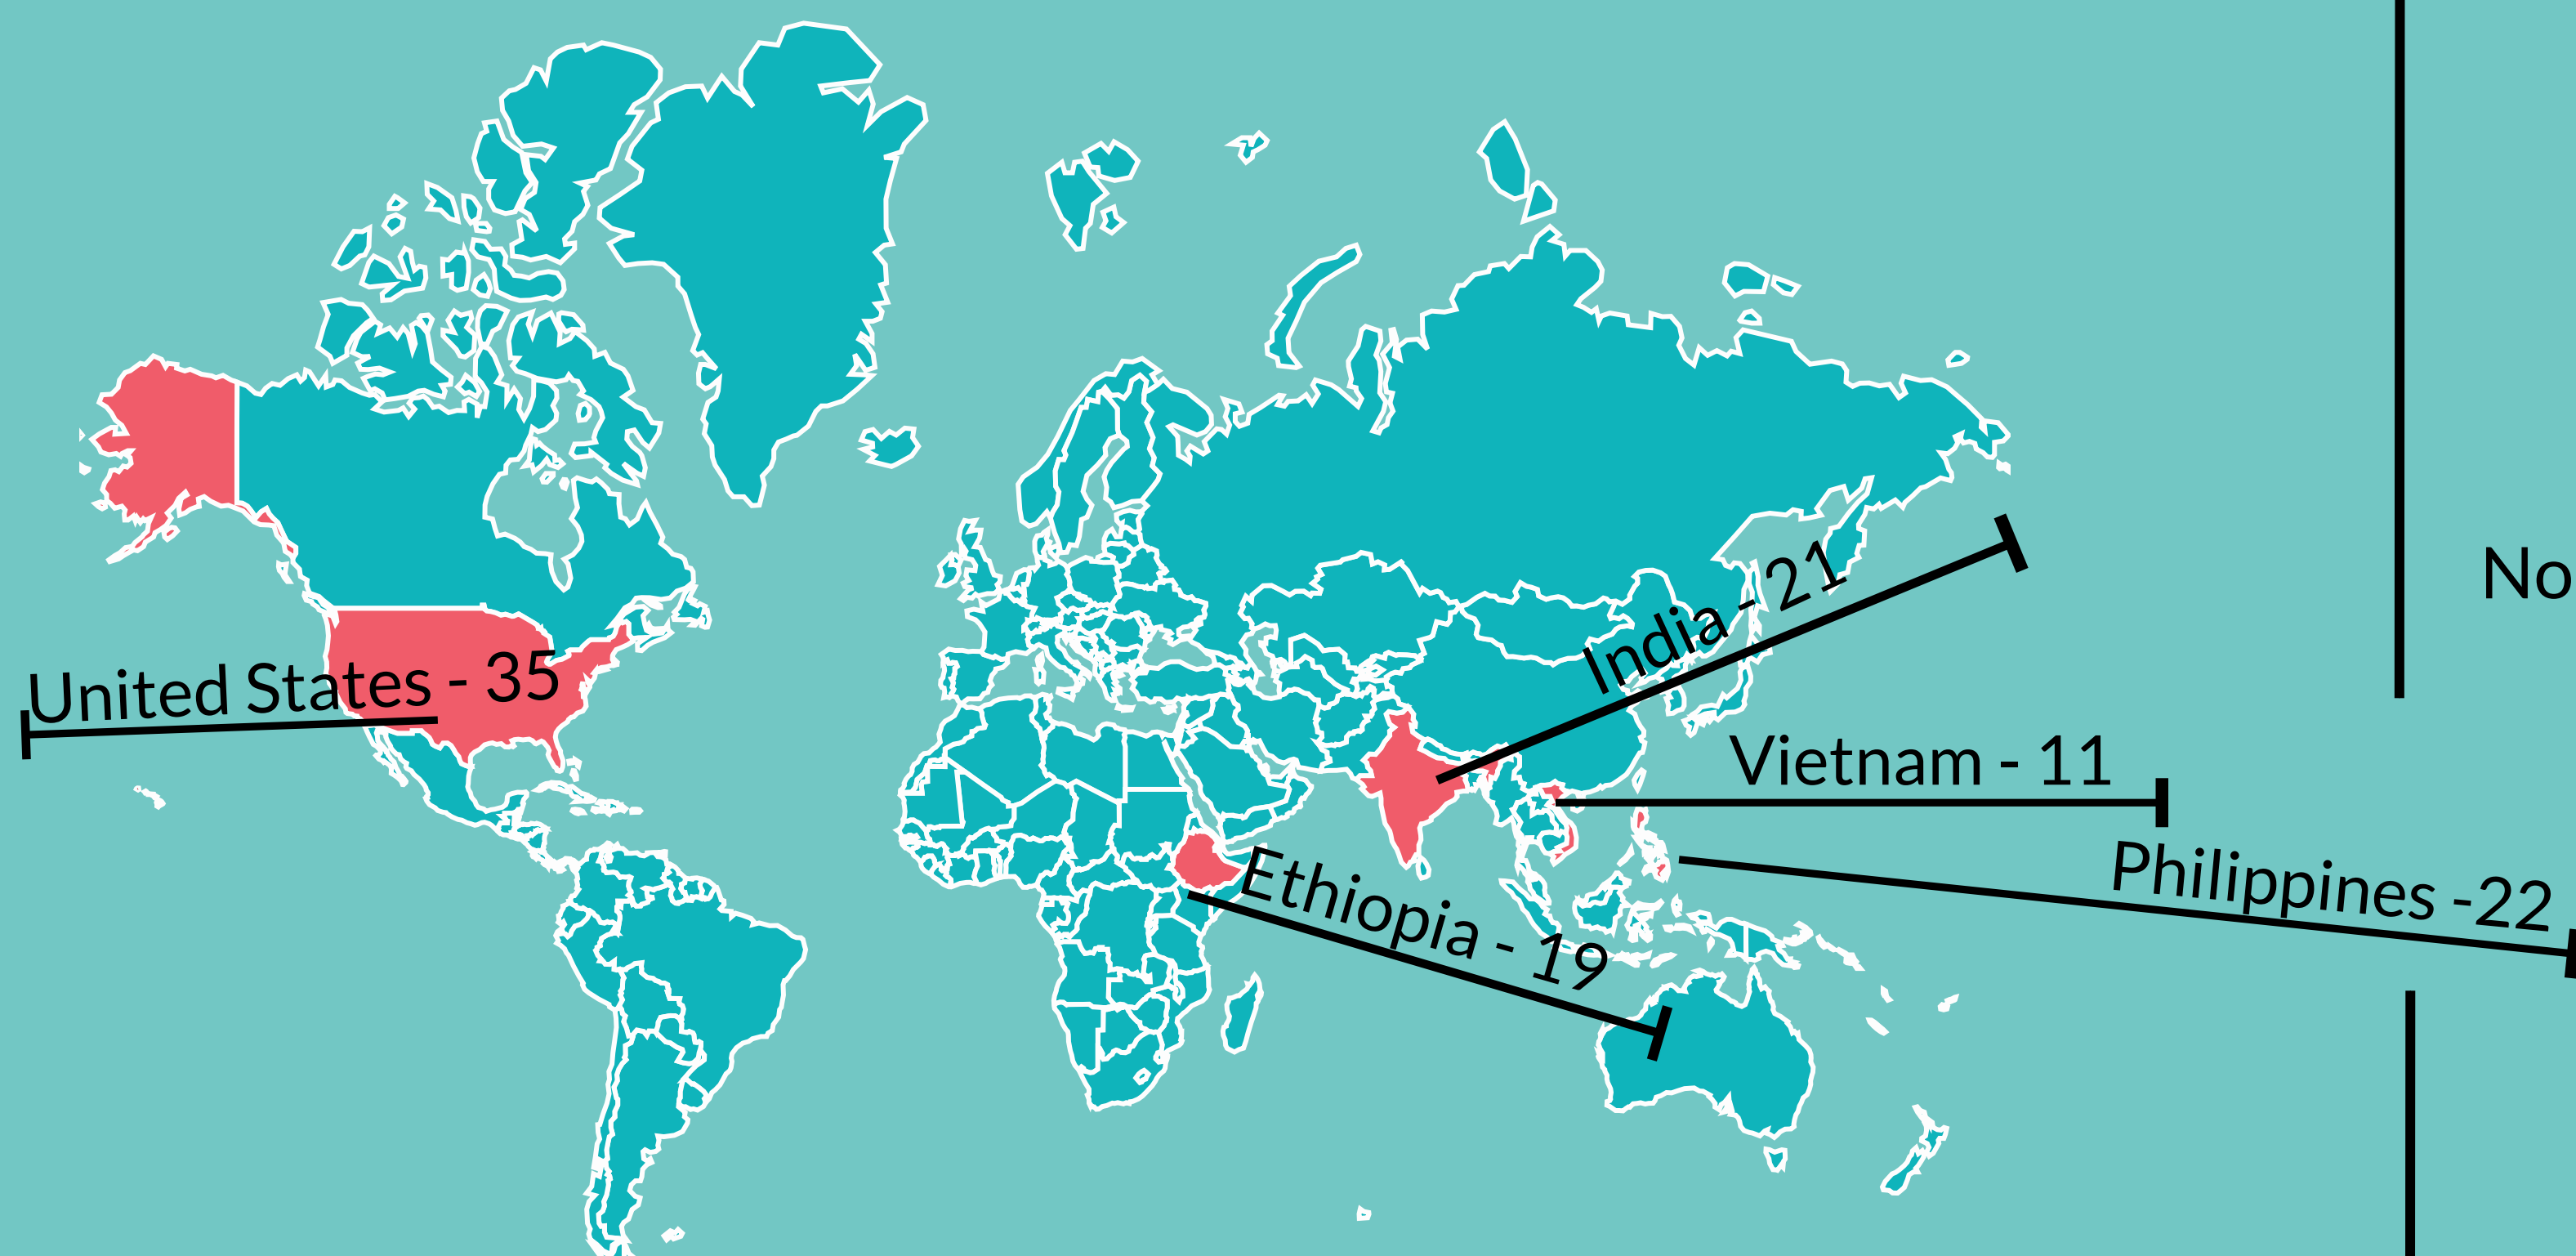 No
India - 21
United States - 35
Vietnam - 11
Philippines -22
Ethiopia - 19